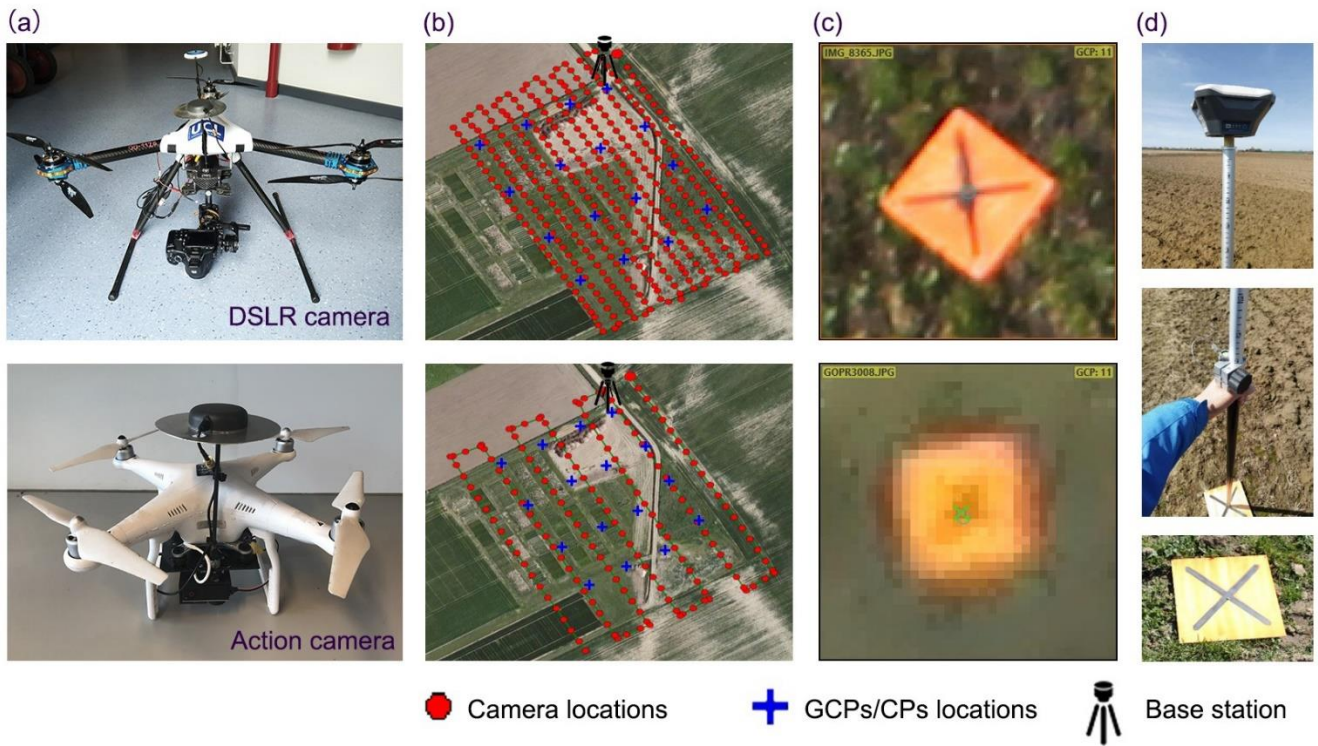 (a)
(b)
(c)
(d)
UCL
DSLR camera
IMG_8365.JPG
GCP: 11
Action camera
GOPR3008.JPG
GCP: 11
Camera locations
GCPs/CPs locations
Base station